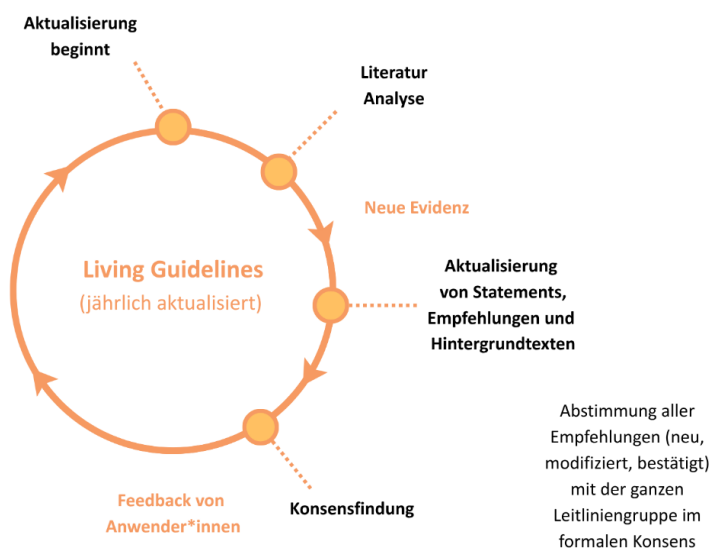 Aktualisierung
beginnt
Literatur
Analyse
Neue Evidenz
Living Guidelines
(jährlich aktualisiert)
Aktualisierung
von Statements,
Empfehlungen und
Hintergrundtexten
Abstimmung aller
Empfehlungen (neu,
modifiziert, bestätigt)
mit der ganzen
Leitliniengruppe im
formalen Konsens
Konsensfindung
Feedback von
Anwender*innen